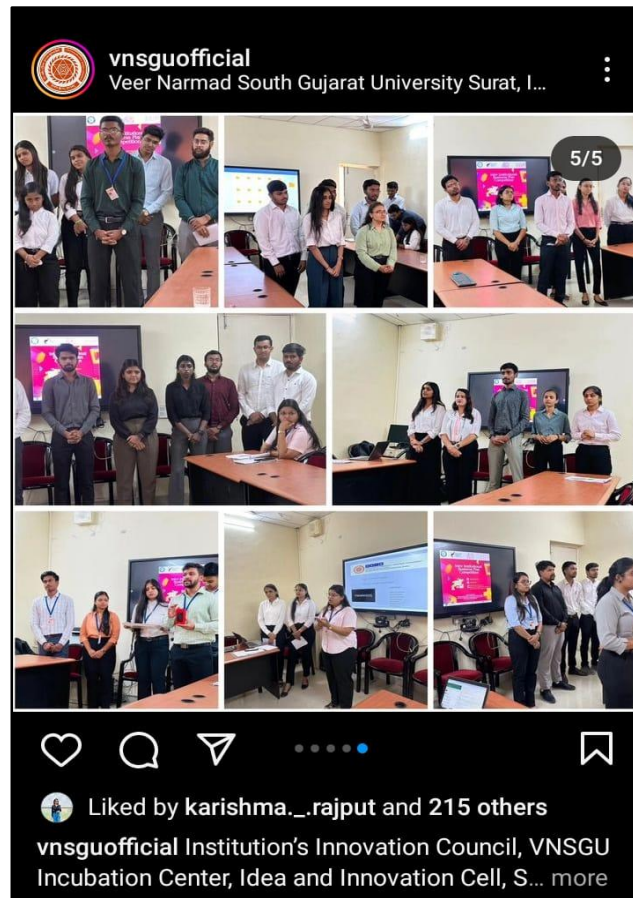 vnsguofficial
Veer Narmad South Gujarat University Surat, I...
5/5
Liked by karishma._.rajput and 215 others
vnsguofficial Institution's Innovation Council, VNSGU
Incubation Center, Idea and Innovation Cell, S... more